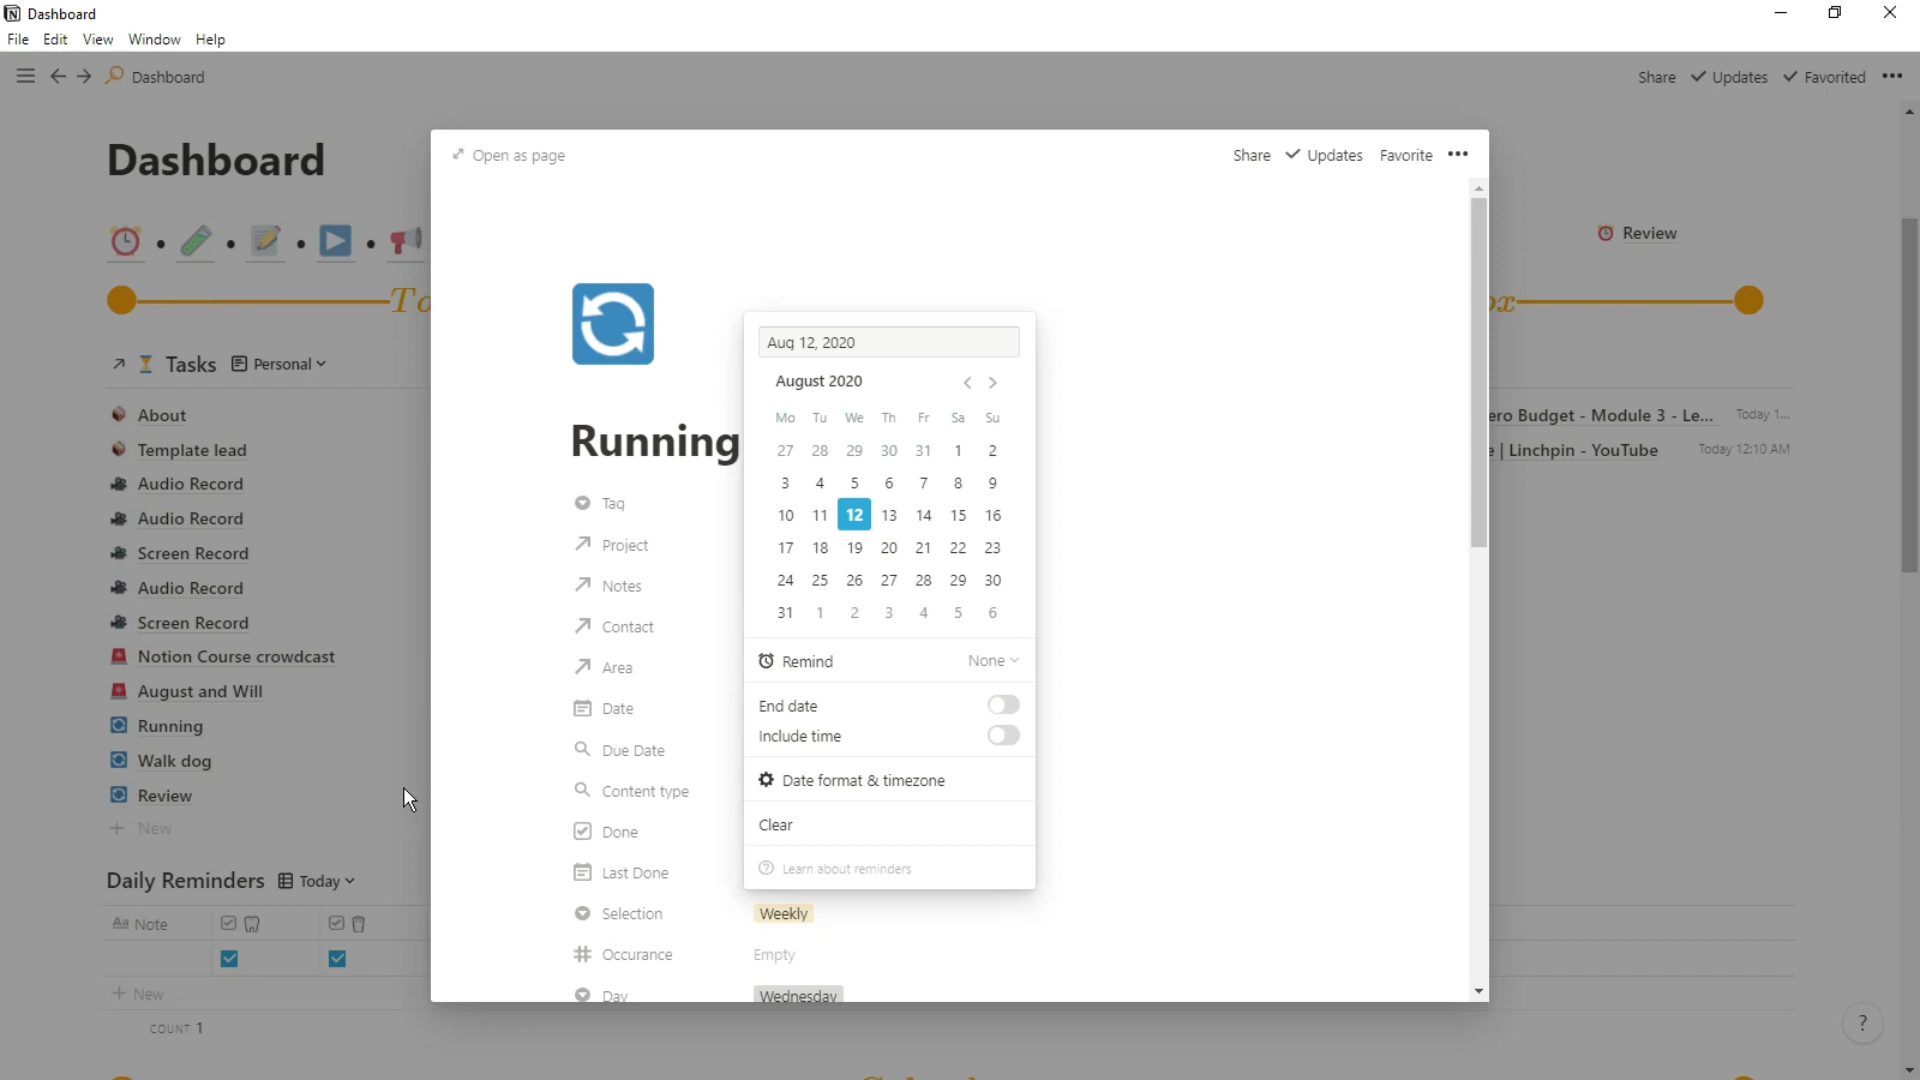 Dashboard
File Edit View Window Help
Dashboard
Share Updates Favorited
Dashboard
Open as page
Share Updates Favorite
Review
Tasks Personal
About
Template lead
Audio Record
Audio Record
Screen Record
Audio Record
Screen Record
Notion Course crowdcast
August and Will
Running
Walk dog
Review
+ New
Daily Reminders Today
Aa Note
+ New
COUNT 1
Running
Tag
Project
Notes
Contact
Area
Date
Due Date
Content type
Done
Last Done
Selection Weekly
# Occurance Empty
Day Wednesday
Aug 12, 2020
August 2020
Mo Tu We Th Fr Sa Su
27 28 29 30 31 1 2
3 4 5 6 7 8 9
10 11 12 13 14 15 16
17 18 19 20 21 22 23
24 25 26 27 28 29 30
31 1 2 3 4 5 6
Remind None
End date
Include time
Date format & timezone
Clear
? Learn about reminders
Budget - Module 3 - Le... Today 1...
| Linchpin - YouTube Today 12:10 AM
?